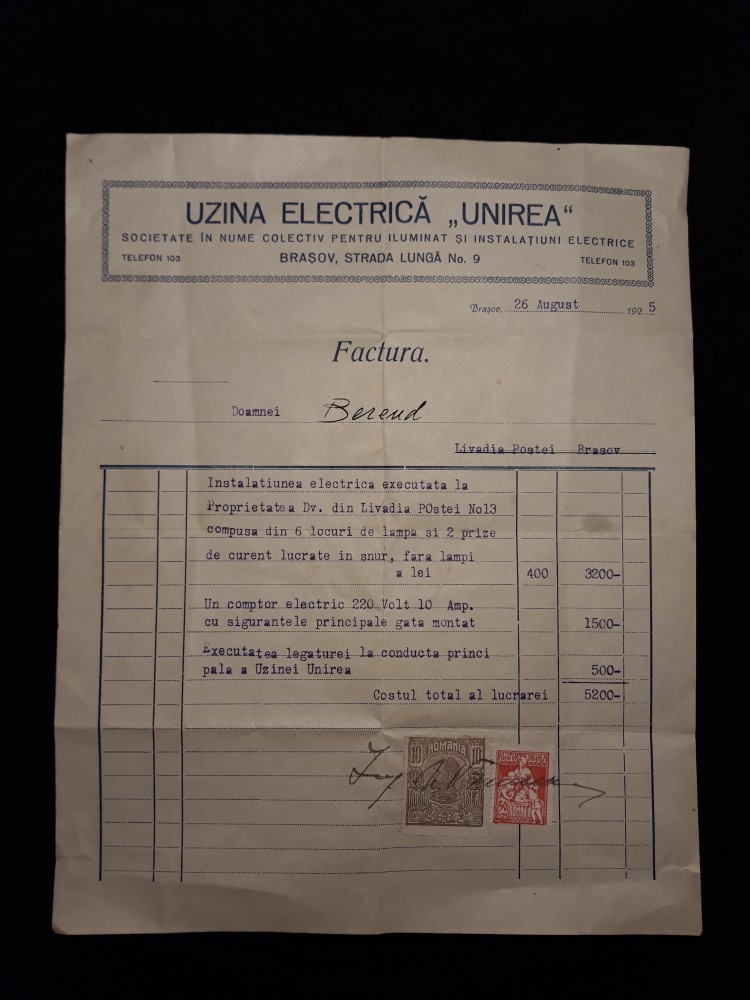 UZINA ELECTRICĂ „UNIREA“
SOCIETATE ÎN NUME COLECTIV PENTRU ILUMINAT ȘI INSTALAȚIUNI ELECTRICE
TELEFON 103 BRAȘOV, STRADA LUNGĂ No. 9 TELEFON 103
Brașov, 26 August 1925
Factura.
Doamnei Berend
Livadia Postei Brasov
Instalatiunea electrica executata la
Proprietatea Dv. din Livadia POstei No13
compusa din 6 locuri de lampa si 2 prize
de curent lucrate in snur, fara lampi
a lei 400 3200-
Un comptor electric 220 Volt 10 Amp.
cu sigurantele principale gata montat 1500-
Executatea legaturei la conducta princi
pala a Uzinei Unirea 500-
Costul total al lucrarei 5200-
10 ROMANIA 10
50